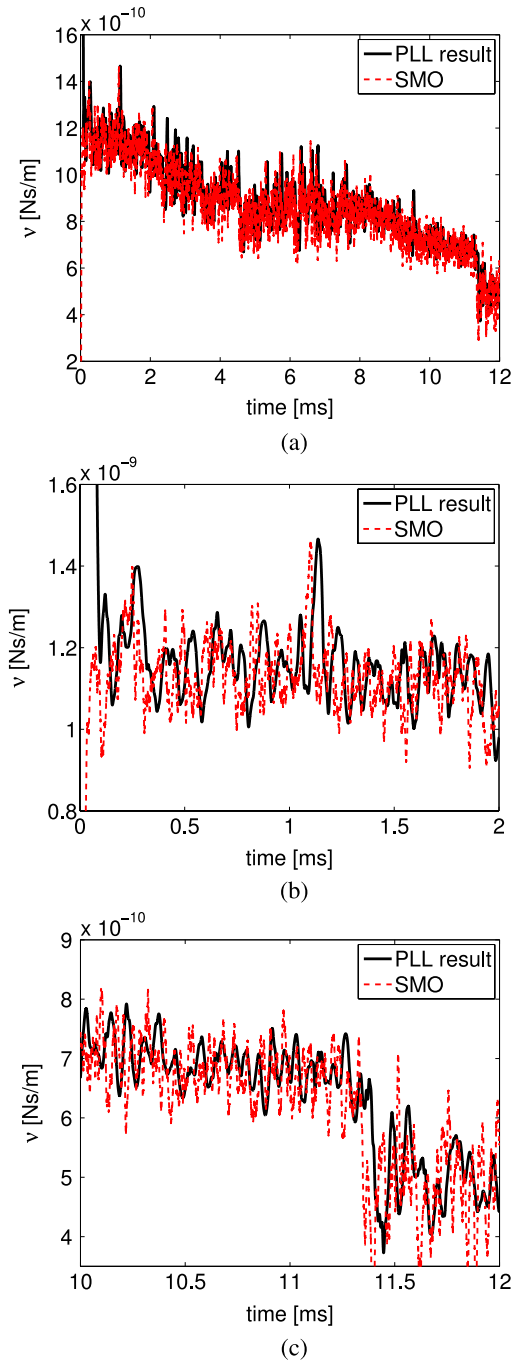 x 10⁻¹⁰
16
14
12
10
8
6
4
2
ν [Ns/m]
PLL result
SMO
0 2 4 6 8 10 12
time [ms]
(a)
x 10⁻⁹
1.6
1.4
1.2
1
0.8
ν [Ns/m]
PLL result
SMO
0 0.5 1 1.5 2
time [ms]
(b)
x 10⁻¹⁰
9
8
7
6
5
4
ν [Ns/m]
PLL result
SMO
10 10.5 11 11.5 12
time [ms]
(c)